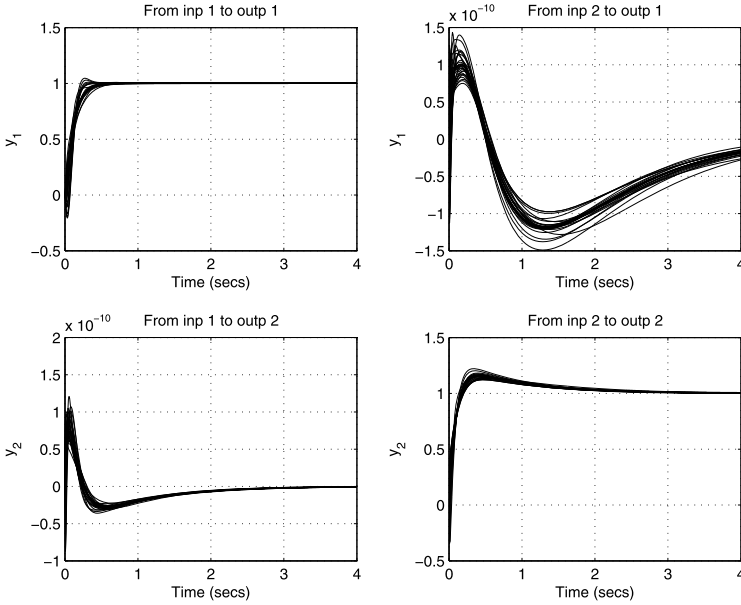 From inp 1 to outp 1
1.5
1
0.5
0
−0.5
y1
0 1 2 3 4
Time (secs)
From inp 2 to outp 1
x 10−10
1.5
1
0.5
0
−0.5
−1
−1.5
y1
0 1 2 3 4
Time (secs)
From inp 1 to outp 2
x 10−10
2
1.5
1
0.5
0
−0.5
−1
y2
0 1 2 3 4
Time (secs)
From inp 2 to outp 2
1.5
1
0.5
0
−0.5
y2
0 1 2 3 4
Time (secs)